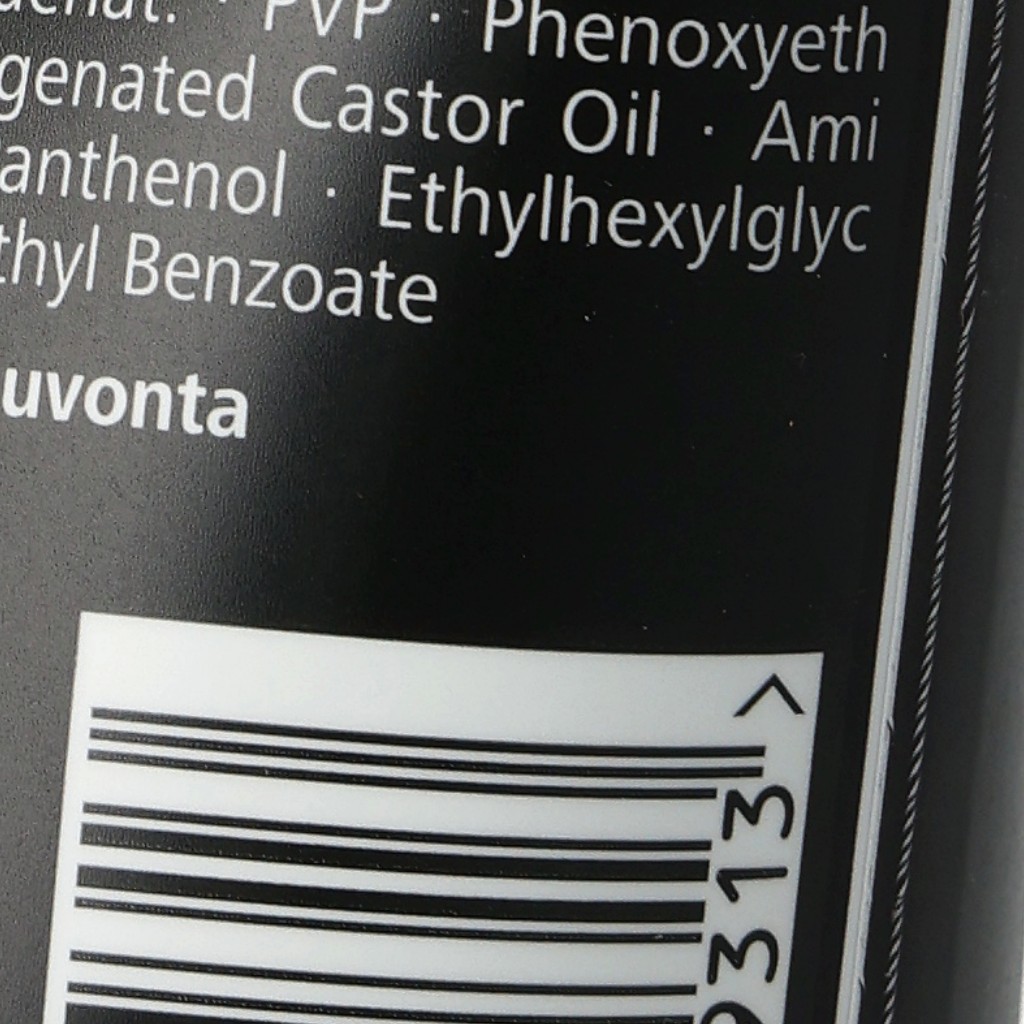 PVP · Phenoxyeth
genated Castor Oil · Ami
anthenol · Ethylhexylglyc
thyl Benzoate
uvonta
9313 >